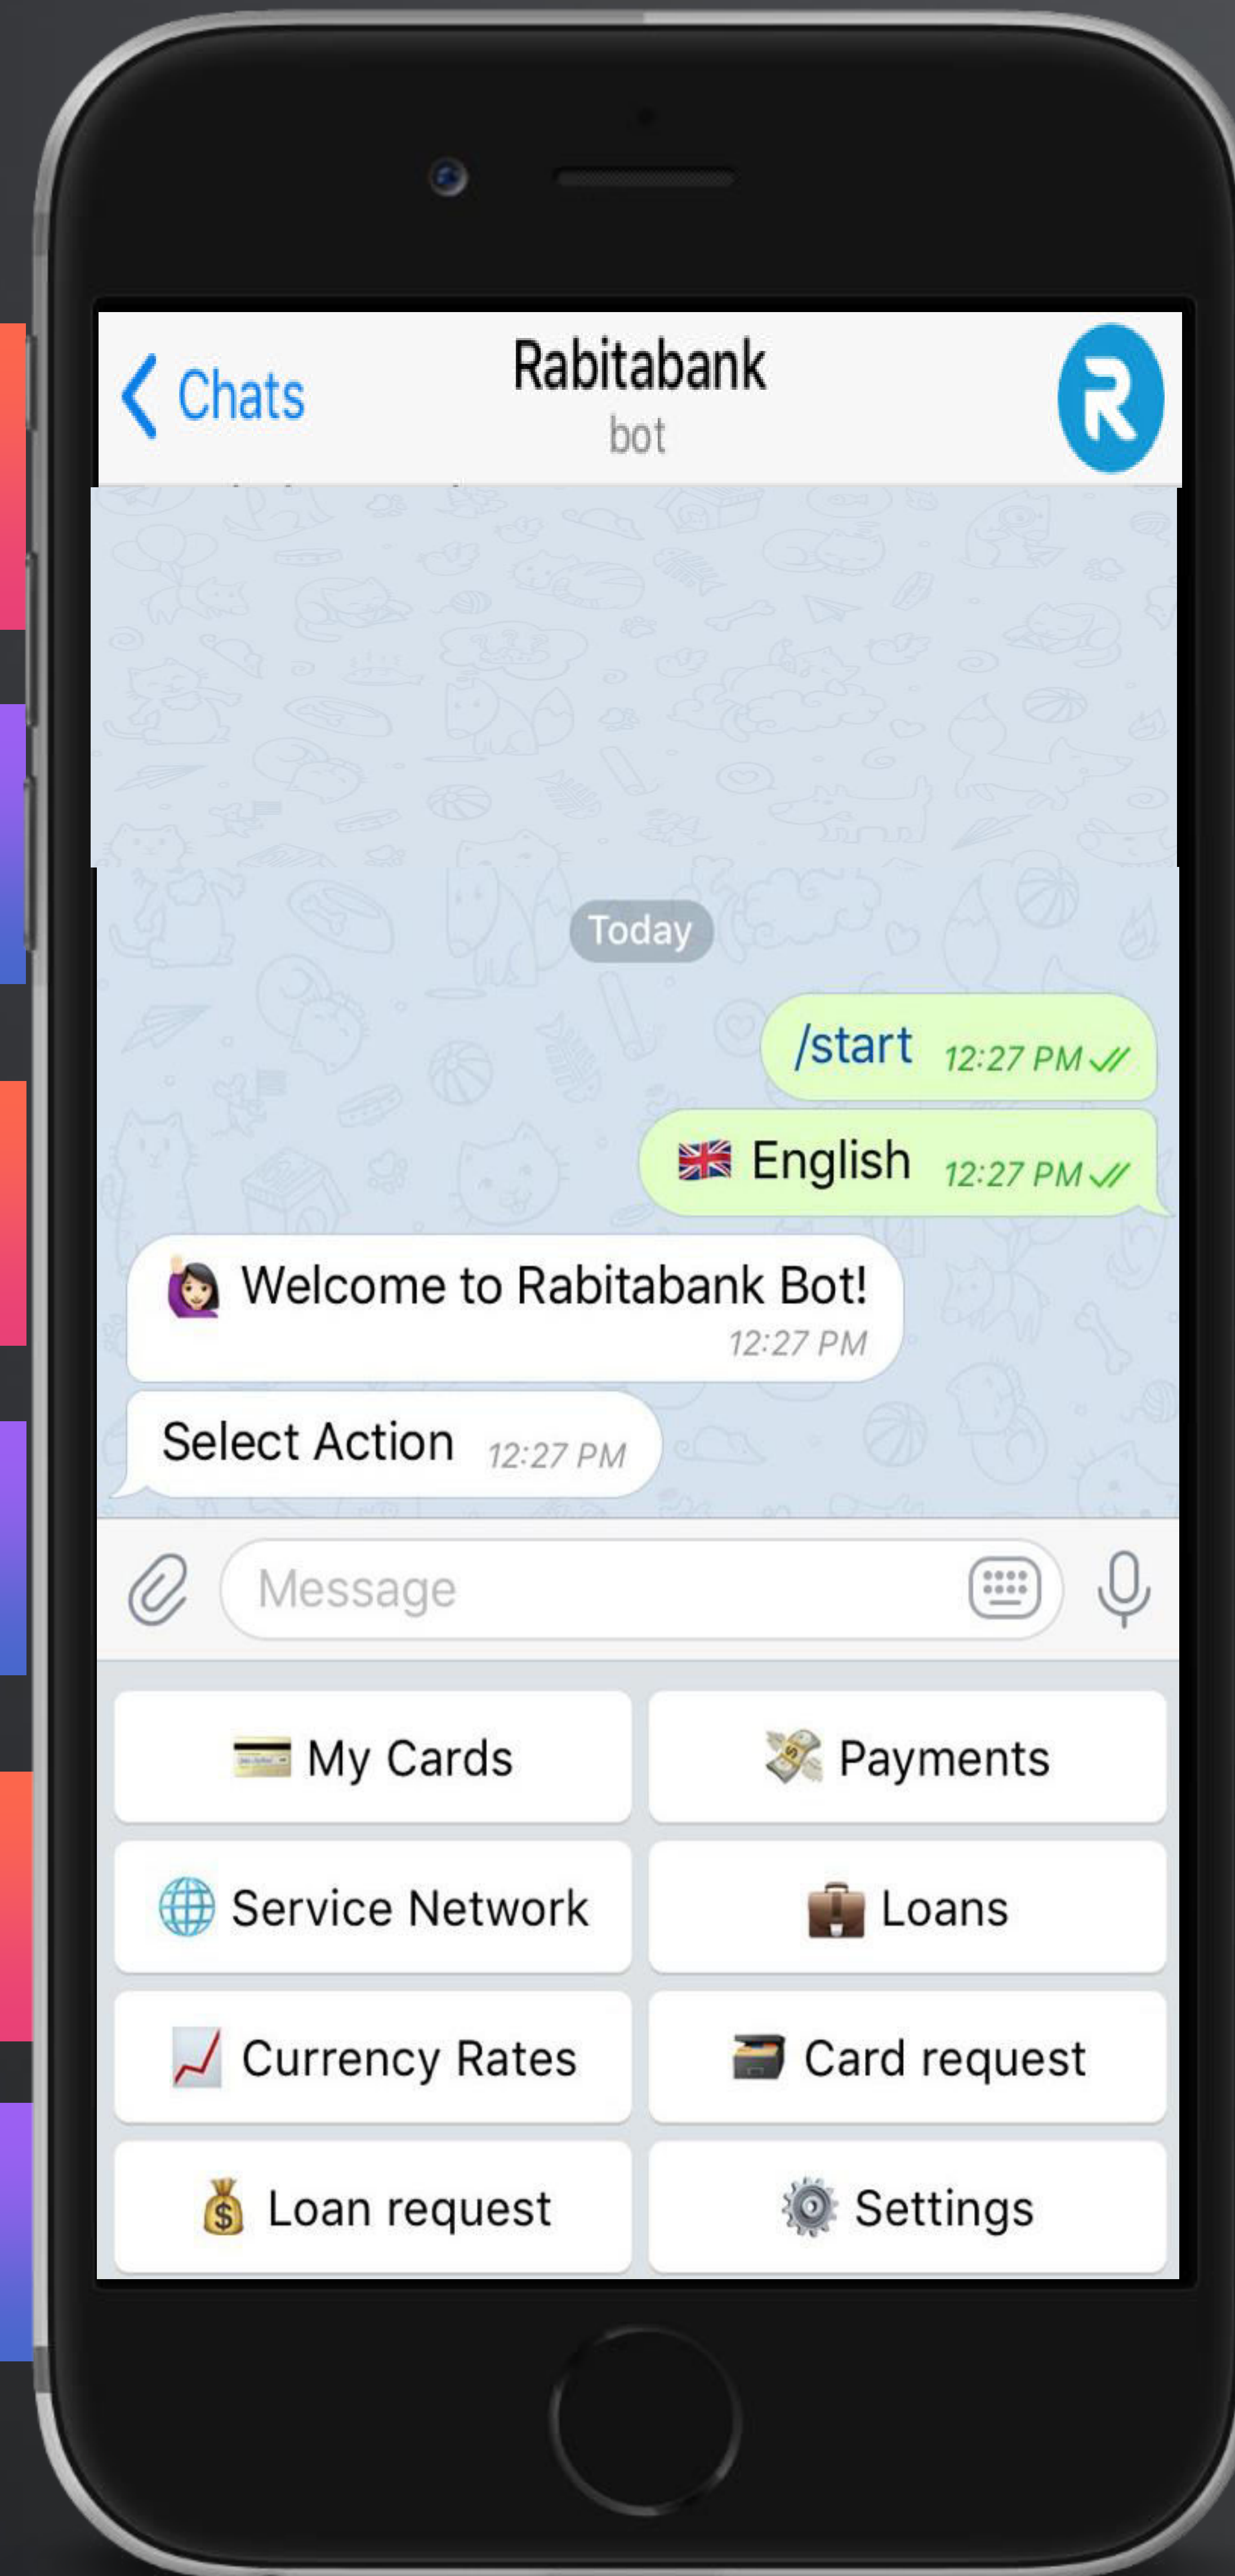 Chats
Rabitabank
bot
R
Today
/start 12:27 PM
English 12:27 PM
Welcome to Rabitabank Bot!
12:27 PM
Select Action 12:27 PM
Message
My Cards
Payments
Service Network
Loans
Currency Rates
Card request
Loan request
Settings